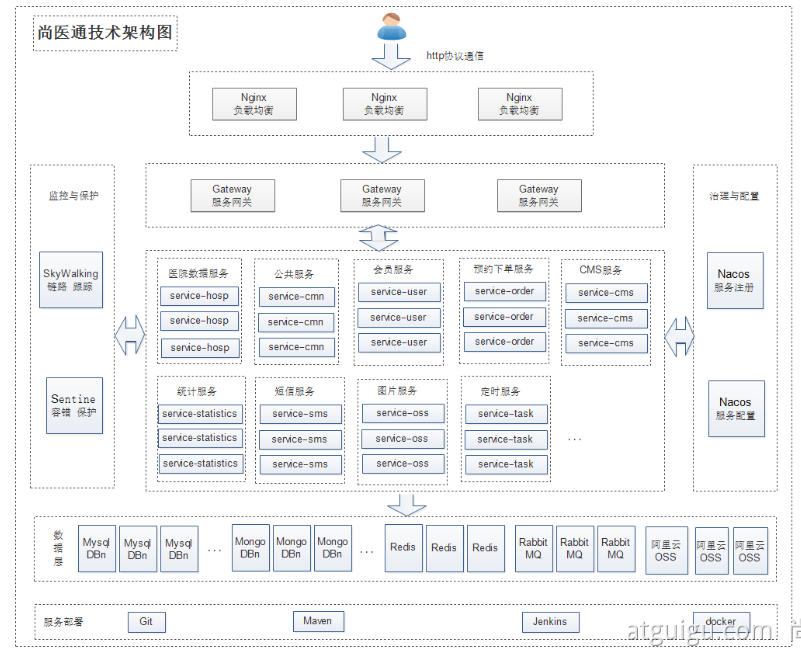 尚医通技术架构图
http协议通信
Nginx
负载均衡
Nginx
负载均衡
Nginx
负载均衡
Gateway
服务网关
Gateway
服务网关
Gateway
服务网关
监控与保护
SkyWalking
链路 跟踪
Sentine
容错 保护
医院数据服务
service-hosp
service-hosp
service-hosp
公共服务
service-cmn
service-cmn
service-cmn
会员服务
service-user
service-user
service-user
预约下单服务
service-order
service-order
service-order
CMS服务
service-cms
service-cms
service-cms
统计服务
service-statistics
service-statistics
service-statistics
短信服务
service-sms
service-sms
service-sms
图片服务
service-oss
service-oss
service-oss
定时服务
service-task
service-task
service-task
...
治理与配置
Nacos
服务注册
Nacos
服务配置
数
据
层
Mysql
DBn
Mysql
DBn
Mysql
DBn
...
Mongo
DBn
Mongo
DBn
Mongo
DBn
...
Redis
Redis
Redis
Rabbit
MQ
Rabbit
MQ
Rabbit
MQ
阿里云
OSS
阿里云
OSS
阿里云
OSS
服务部署
Git
Maven
Jenkins
docker
atguigu.com